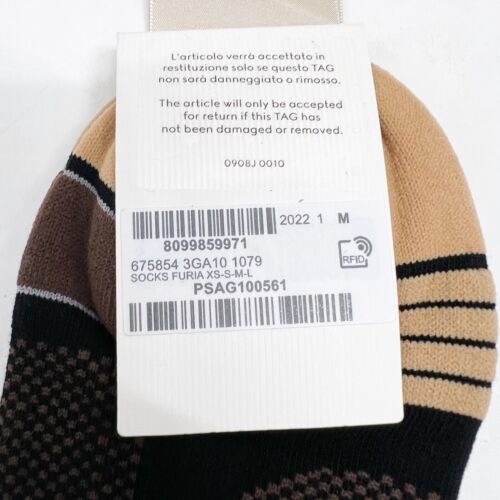 L'articolo verrà accettato in
restituzione solo se questo TAG
non sarà danneggiato o rimosso.
The article will only be accepted
for return if this TAG has
not been damaged or removed.
0908J 0010
2022 1 M
8099859971
675854 3GA10 1079
SOCKS FURIA XS-S-M-L
RFID
PSAG100561